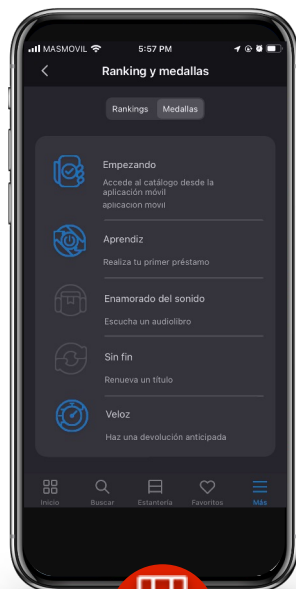 MASMOVIL 5:57 PM
Ranking y medallas
Rankings Medallas
Empezando
Accede al catálogo desde la
aplicación móvil
aplicacion movil
Aprendiz
Realiza tu primer préstamo
Enamorado del sonido
Escucha un audiolibro
Sin fin
Renueva un título
Veloz
Haz una devolución anticipada
Inicio Buscar Estantería Favoritos Más